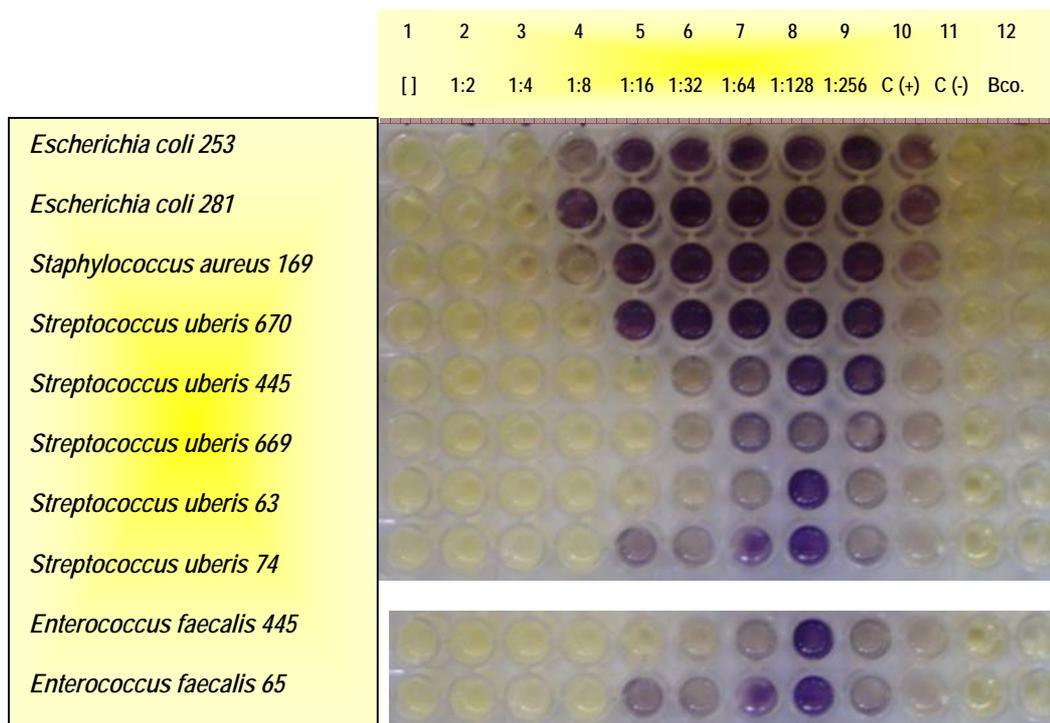 1 2 3 4 5 6 7 8 9 10 11 12
[ ] 1:2 1:4 1:8 1:16 1:32 1:64 1:128 1:256 C (+) C (-) Bco.
Escherichia coli 253
Escherichia coli 281
Staphylococcus aureus 169
Streptococcus uberis 670
Streptococcus uberis 445
Streptococcus uberis 669
Streptococcus uberis 63
Streptococcus uberis 74
Enterococcus faecalis 445
Enterococcus faecalis 65